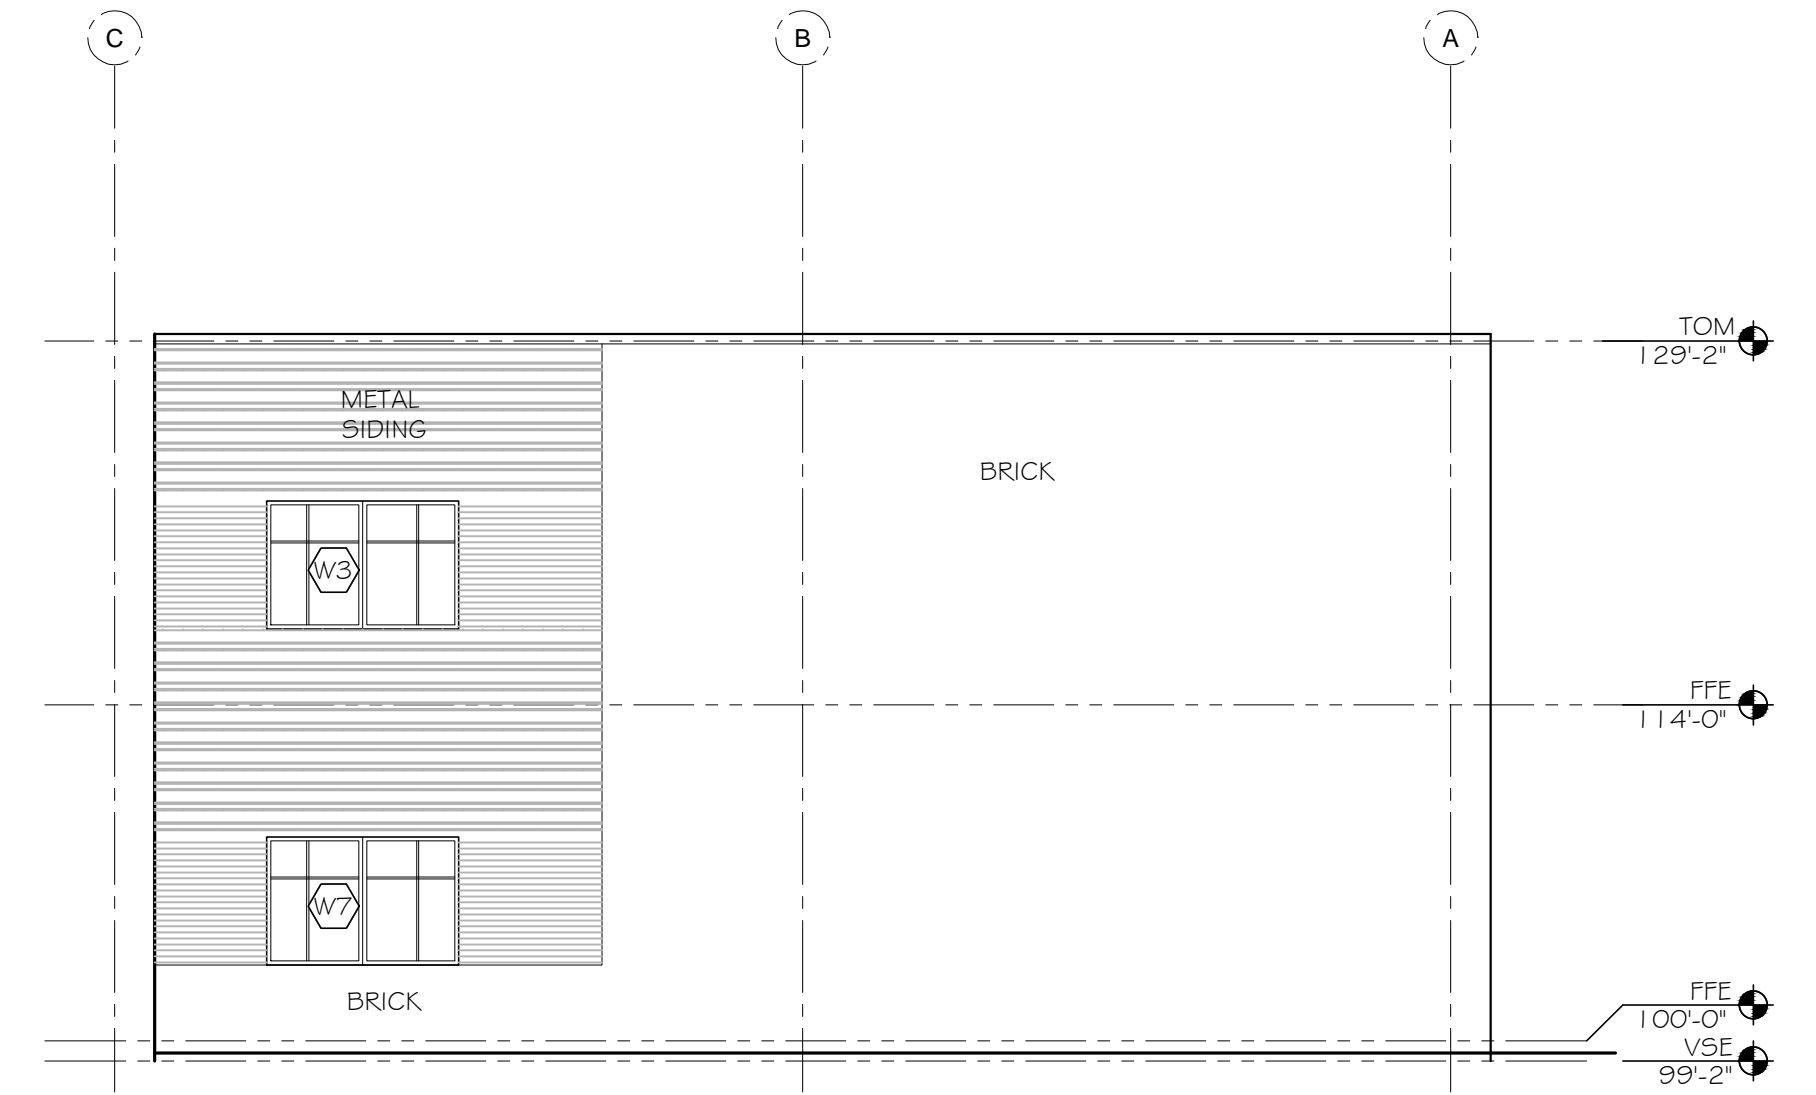 C
B
A
TOM
129'-2"
METAL
SIDING
BRICK
W3
FFE
114'-0"
W7
BRICK
FFE
100'-0"
VSE
99'-2"